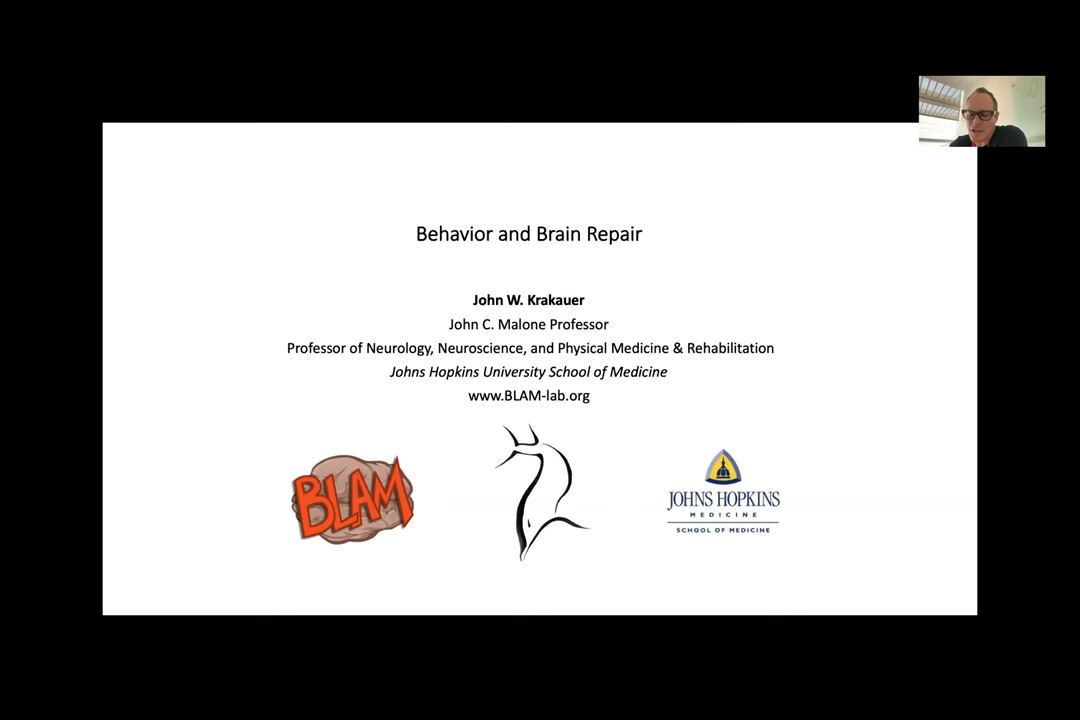 Behavior and Brain Repair
John W. Krakauer
John C. Malone Professor
Professor of Neurology, Neuroscience, and Physical Medicine & Rehabilitation
Johns Hopkins University School of Medicine
www.BLAM-lab.org
BLAM
JOHNS HOPKINS
MEDICINE
SCHOOL OF MEDICINE